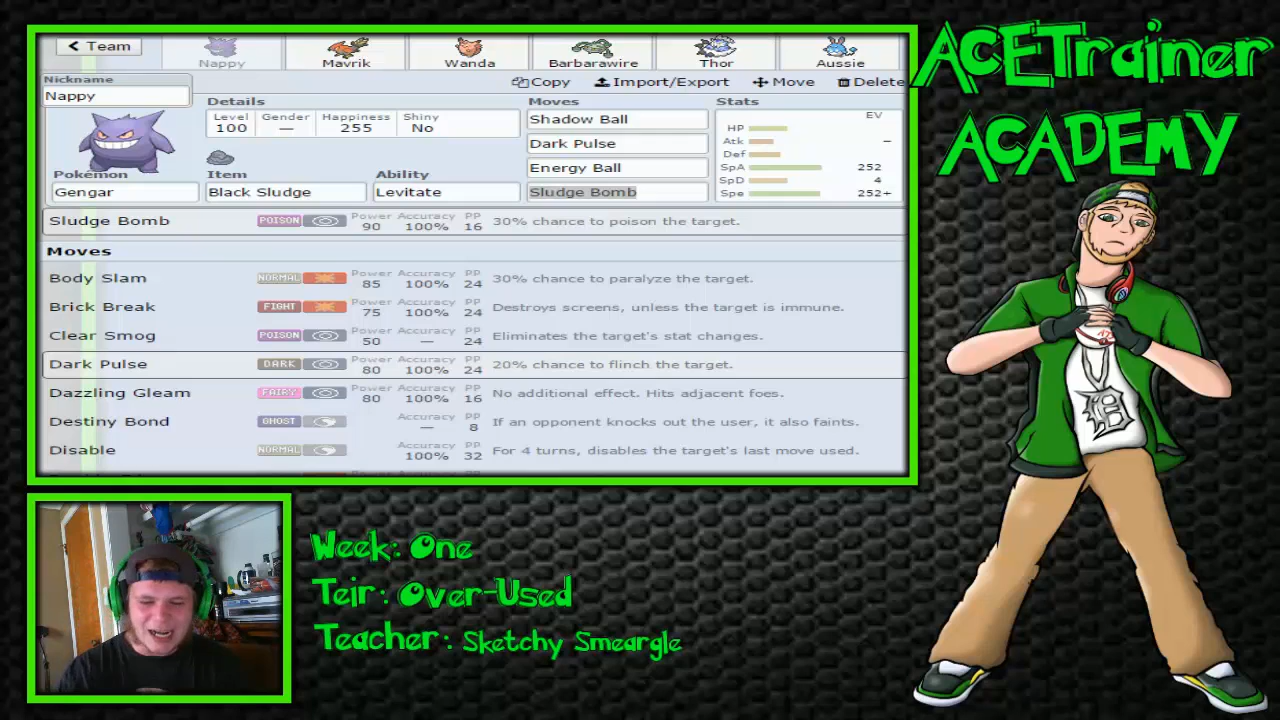 Team
Nappy
Mavrik
Wanda
Barbarawire
Thor
Aussie
Copy Import/Export Move Delete
Nickname
Nappy
Details
Level
100
Gender
—
Happiness
255
Shiny
No
Pokémon
Gengar
Item
Black Sludge
Ability
Levitate
Moves
Shadow Ball
Dark Pulse
Energy Ball
Sludge Bomb
Stats
EV
HP
Atk —
Def
SpA 252
SpD 4
Spe 252+
Sludge Bomb POISON Power 90 Accuracy 100% PP 16 30% chance to poison the target.
Moves
Body Slam NORMAL Power 85 Accuracy 100% PP 24 30% chance to paralyze the target.
Brick Break FIGHT Power 75 Accuracy 100% PP 24 Destroys screens, unless the target is immune.
Clear Smog POISON Power 50 Accuracy — PP 24 Eliminates the target's stat changes.
Dark Pulse DARK Power 80 Accuracy 100% PP 24 20% chance to flinch the target.
Dazzling Gleam FAIRY Power 80 Accuracy 100% PP 16 No additional effect. Hits adjacent foes.
Destiny Bond GHOST Accuracy — PP 8 If an opponent knocks out the user, it also faints.
Disable NORMAL Accuracy 100% PP 32 For 4 turns, disables the target's last move used.
ACETrainer
ACADEMY
Week: One
Teir: Over-Used
Teacher: Sketchy Smeargle